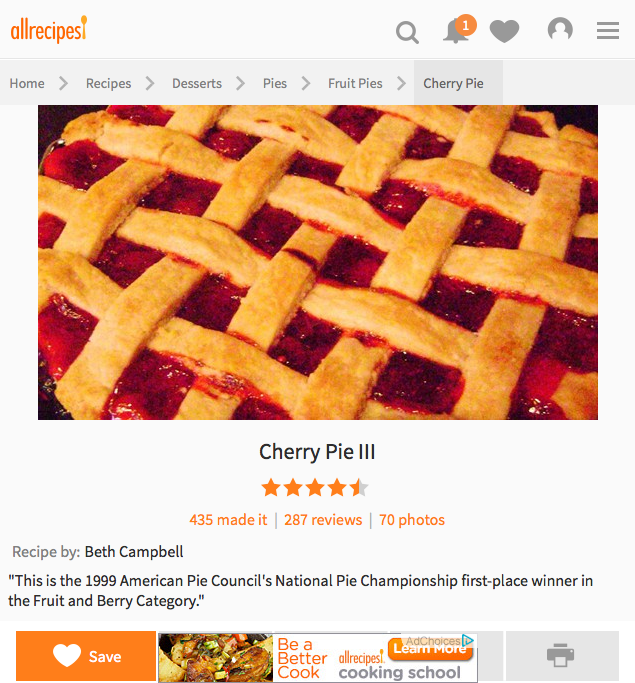 allrecipes
1
Home Recipes Desserts Pies Fruit Pies Cherry Pie
Cherry Pie III
435 made it | 287 reviews | 70 photos
Recipe by: Beth Campbell
"This is the 1999 American Pie Council's National Pie Championship first-place winner in
the Fruit and Berry Category."
Save
Be a
Better
Cook
allrecipes!
cooking school
AdChoices
Learn More